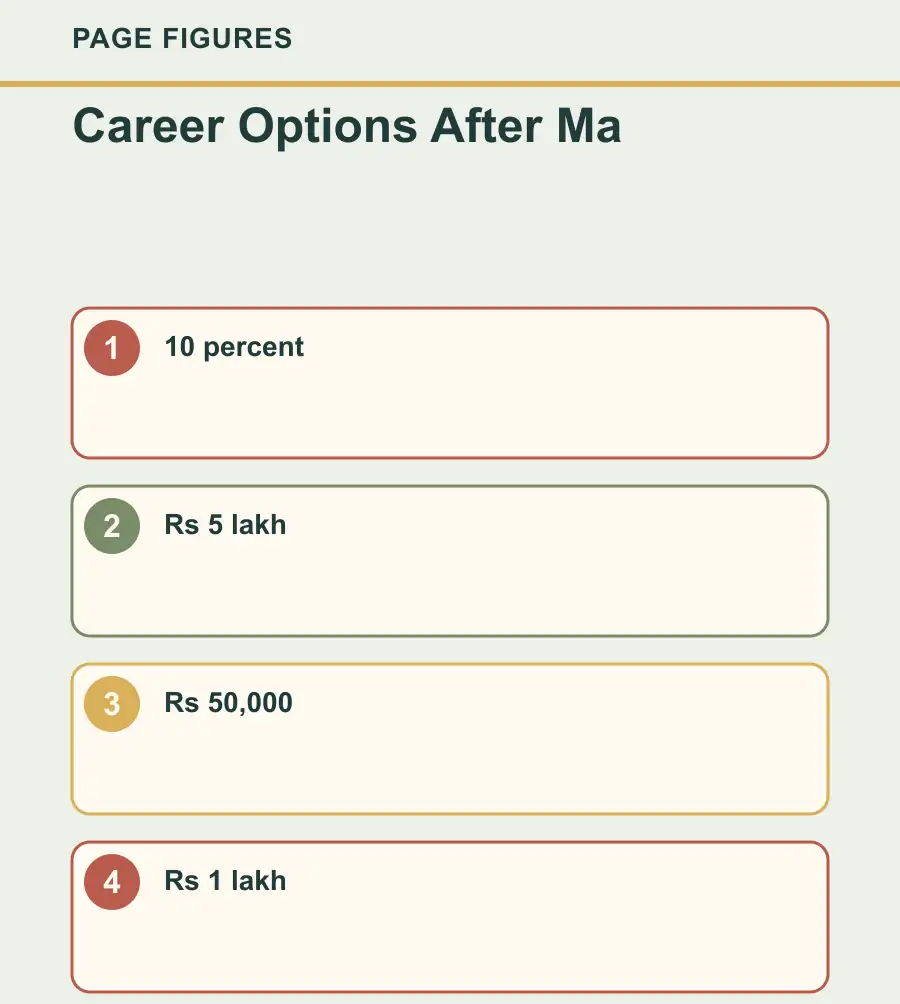 PAGE FIGURES
Career Options After Ma
1 10 percent
2 Rs 5 lakh
3 Rs 50,000
4 Rs 1 lakh